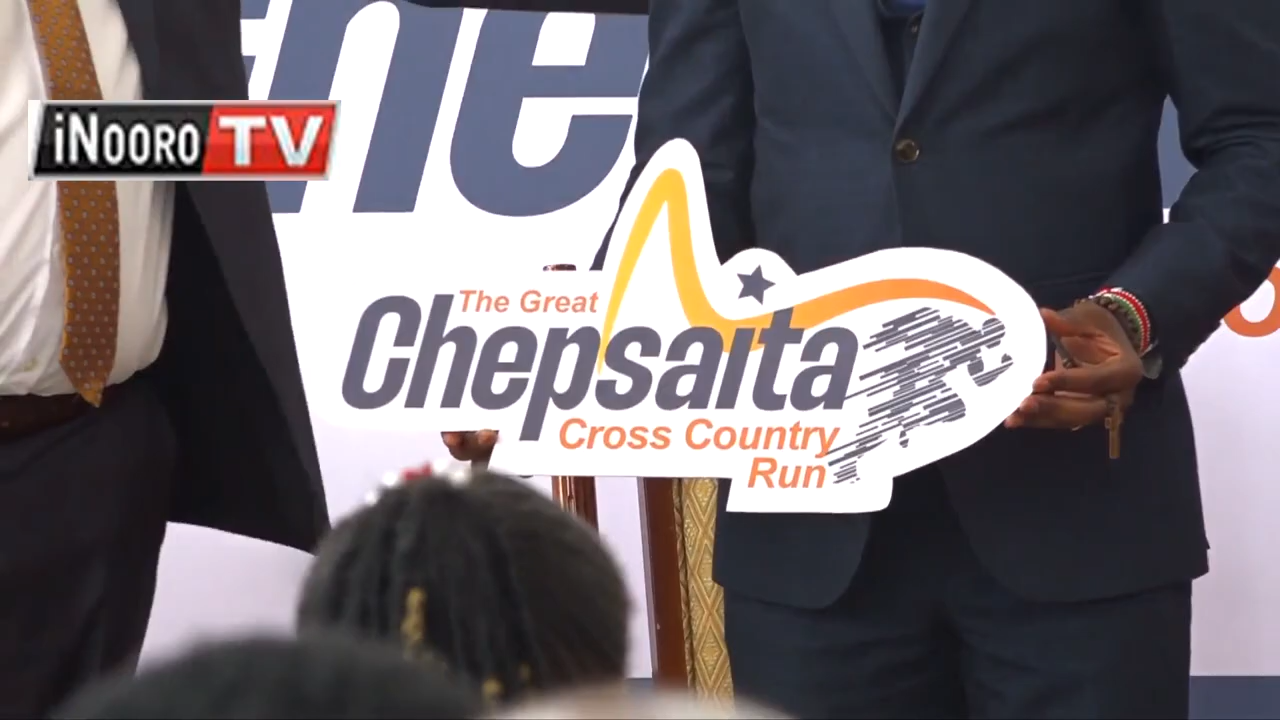 iNOORO TV
The Great
Chepsaita
Cross Country
Run